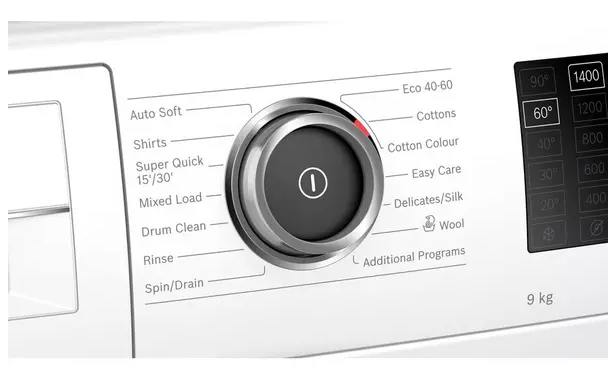 Auto Soft
Shirts
Super Quick
15'/30'
Mixed Load
Drum Clean
Rinse
Spin/Drain
Eco 40-60
Cottons
Cotton Colour
Easy Care
Delicates/Silk
Wool
Additional Programs
90° 1400
60° 1200
40° 800
30° 600
20° 400
9 kg